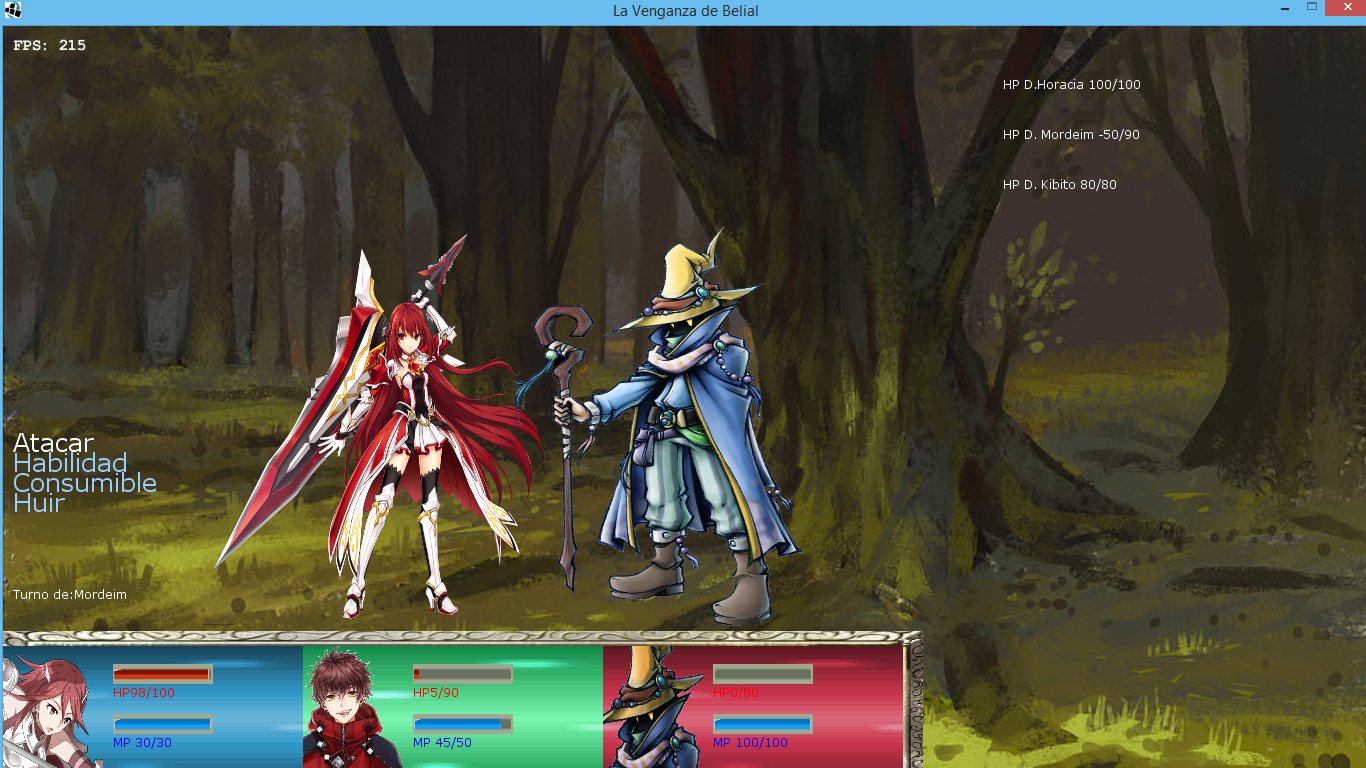 La Venganza de Belial
FPS: 215
HP D.Horacia 100/100
HP D. Mordeim -50/90
HP D. Kibito 80/80
Atacar
Habilidad
Consumible
Huir
Turno de:Mordeim
HP98/100
MP 30/30
HP5/90
MP 45/50
HP0/80
MP 100/100